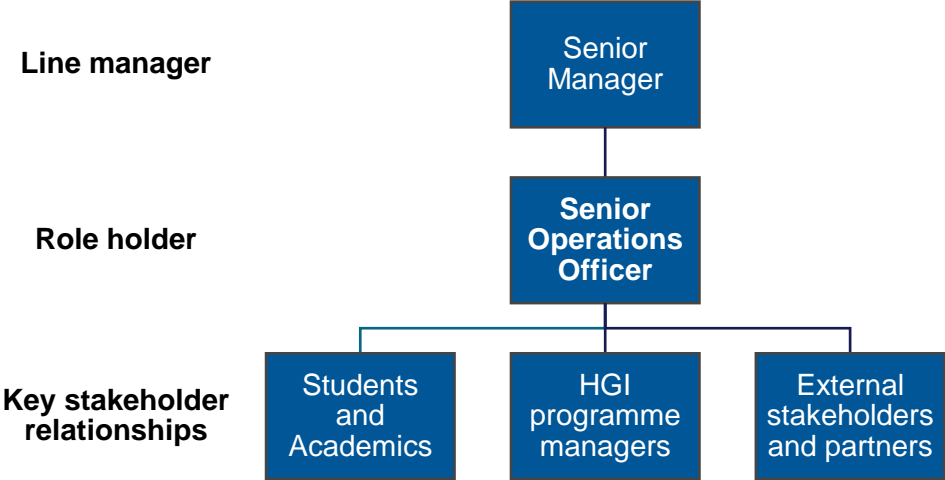 Line manager
Senior
Manager
Role holder
Senior
Operations
Officer
Key stakeholder
relationships
Students
and
Academics
HGI
programme
managers
External
stakeholders
and partners